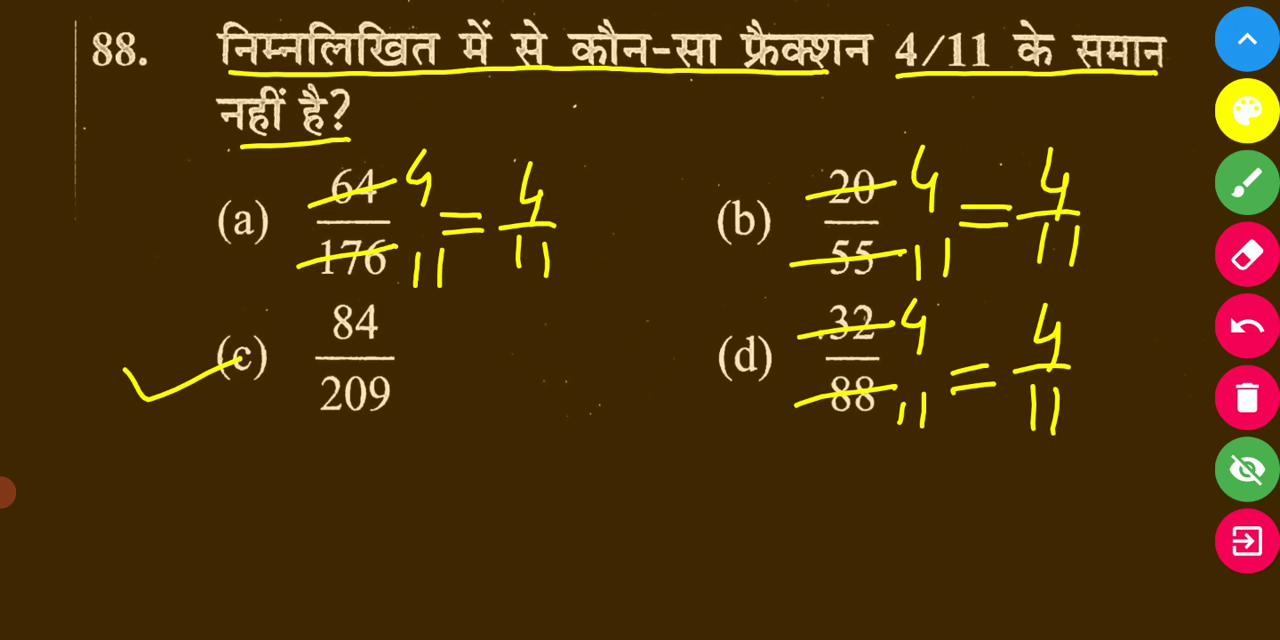 88. निम्नलिखित में से कौन-सा फ्रैक्शन 4/11 के समान
नहीं है?
(a) 64/176 4/11 = 4/11 (b) 20/55 4/11 = 4/11
(c) 84/209 (d) 32/88 4/11 = 4/11